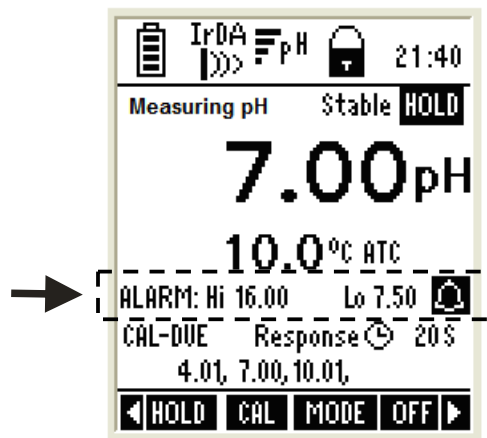 IrDA pH 21:40
Measuring pH Stable HOLD
7.00pH
10.0ºC ATC
ALARM: Hi 16.00 Lo 7.50
CAL-DUE Response 20S
4.01, 7.00,10.01,
HOLD CAL MODE OFF